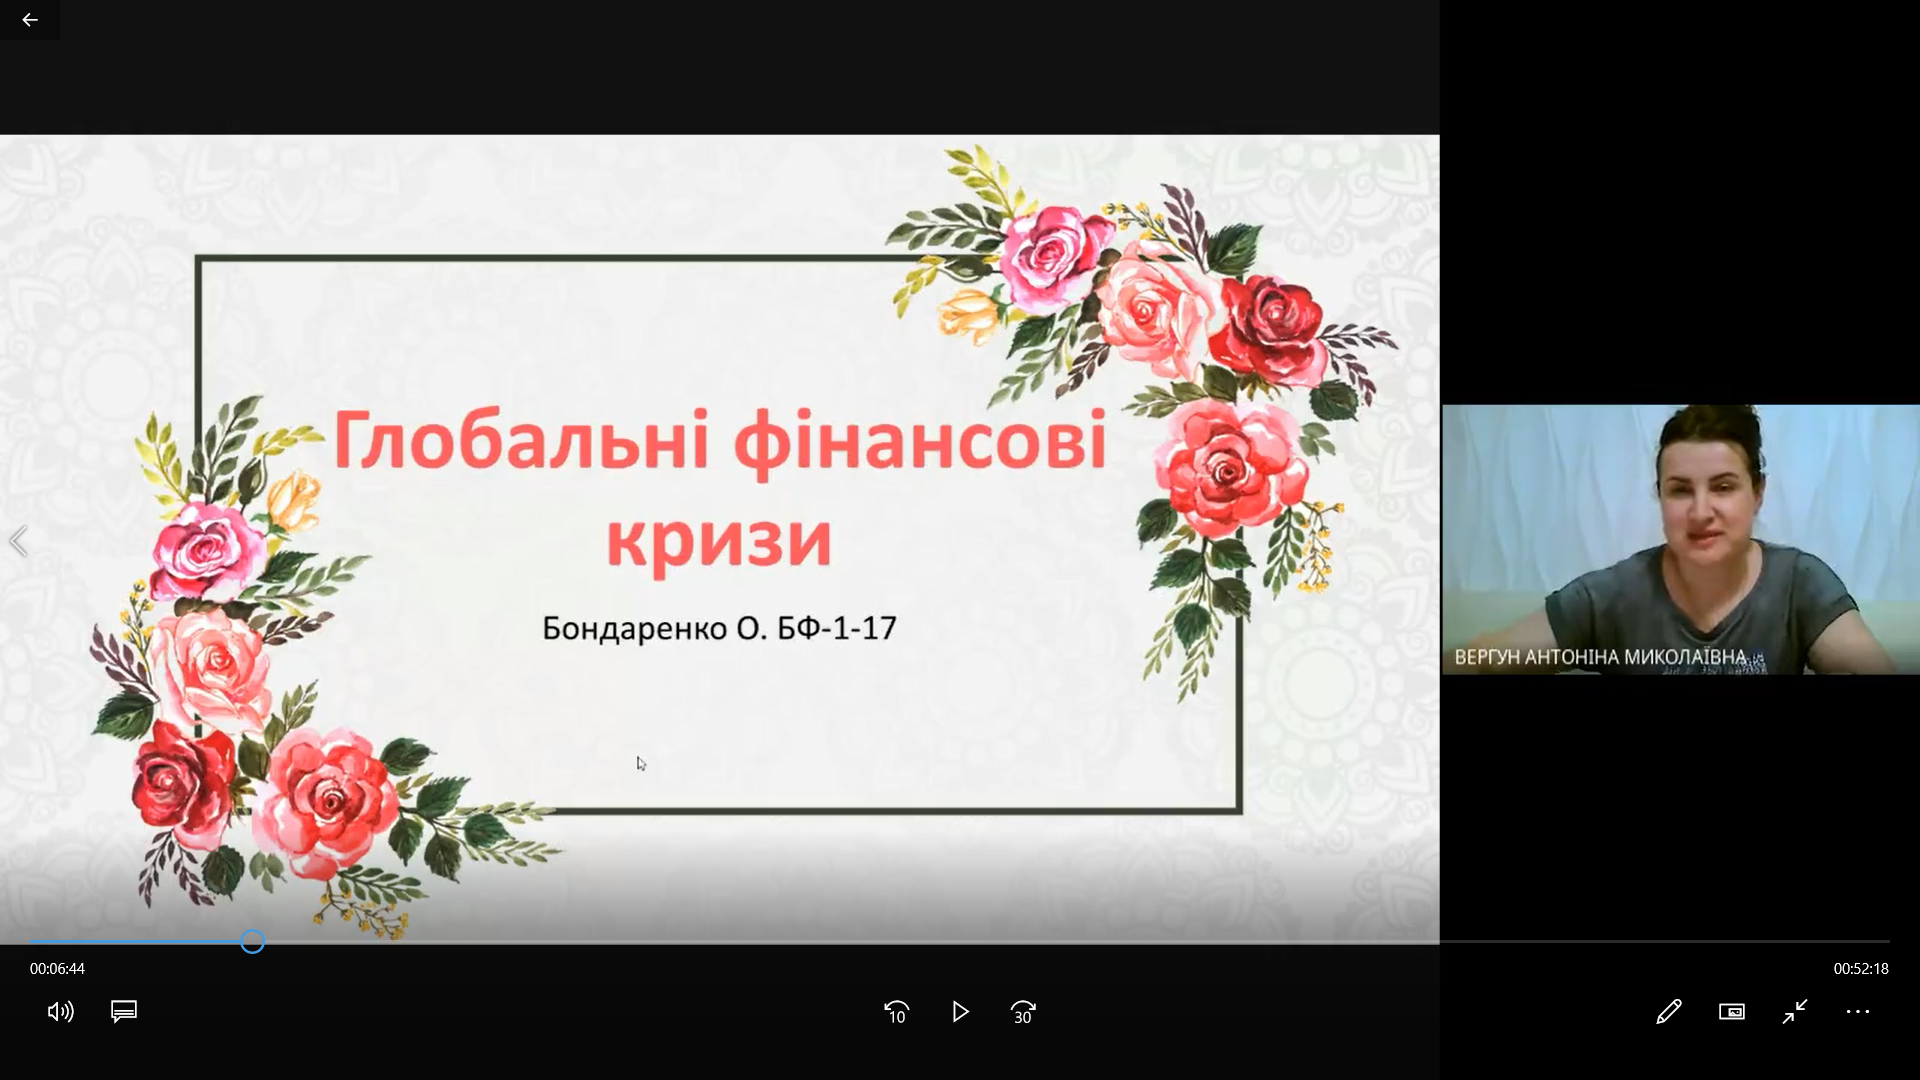 Глобальні фінансові
кризи
Бондаренко О. БФ-1-17
ВЕРГУН АНТОНІНА МИКОЛАЇВНА
00:06:44
00:52:18
10
30